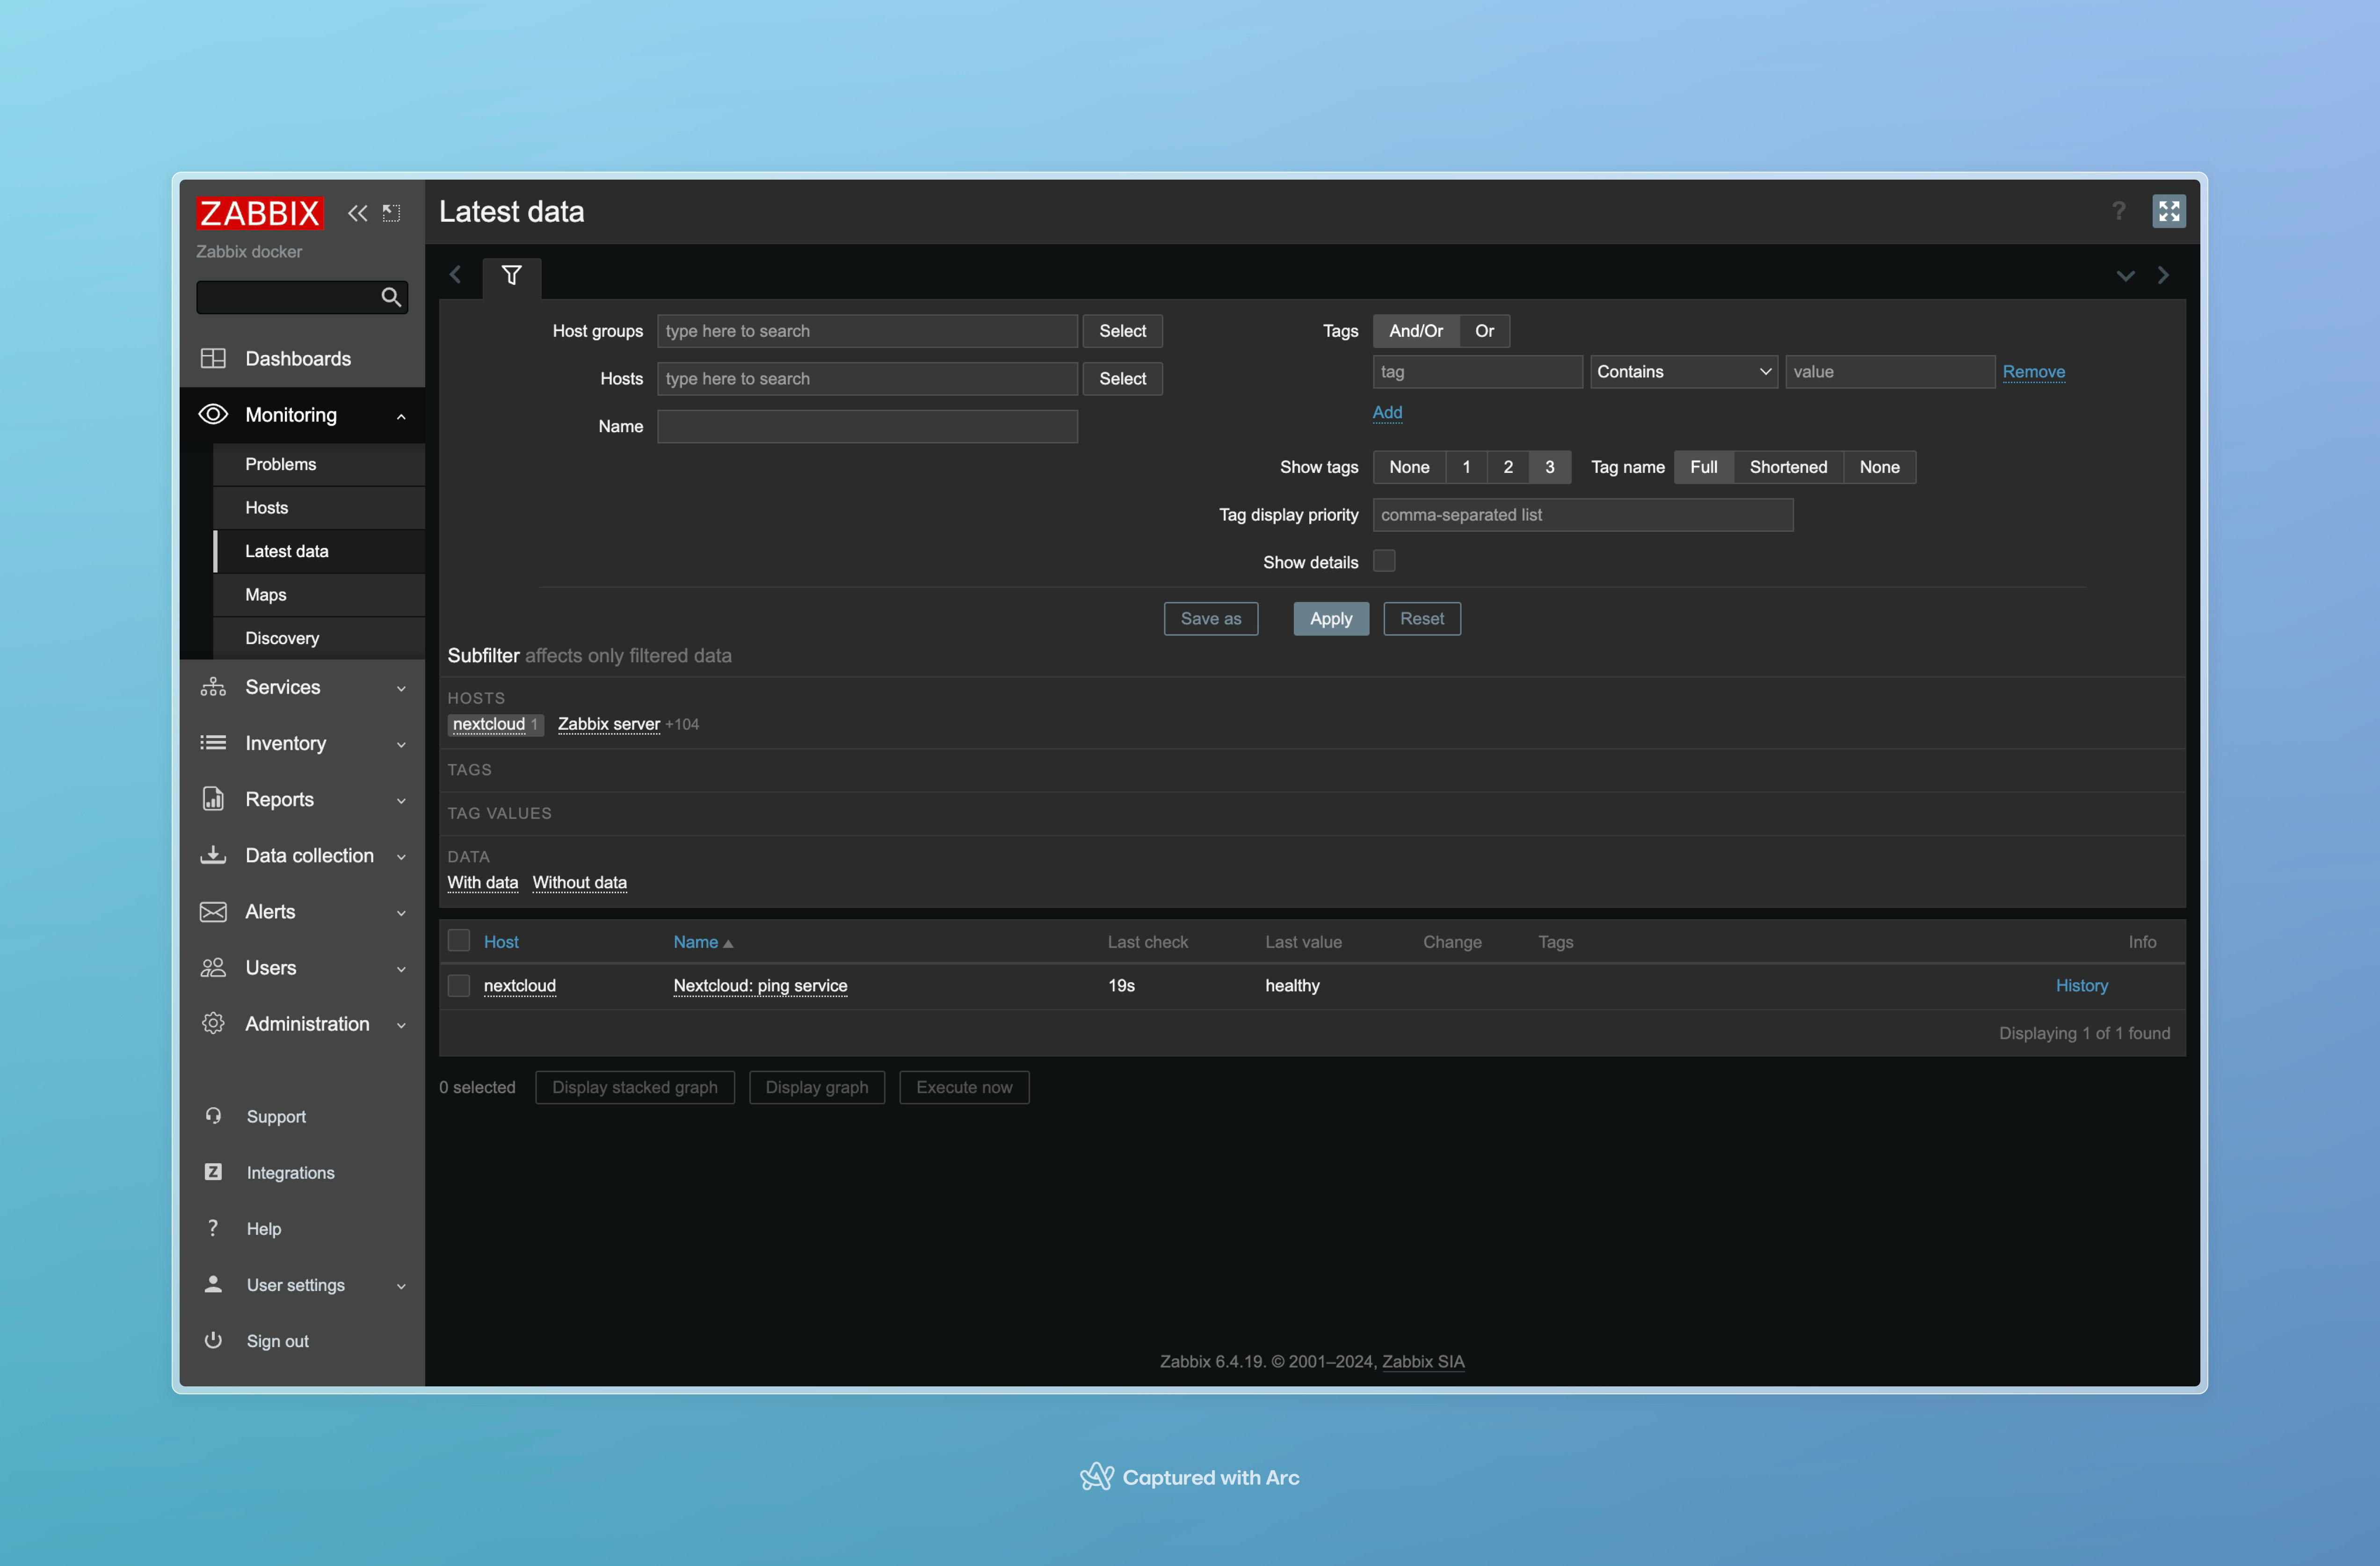 ZABBIX
Latest data
?
Zabbix docker
Dashboards
Monitoring
Problems
Hosts
Latest data
Maps
Discovery
Services
Inventory
Reports
Data collection
Alerts
Users
Administration
Support
Z Integrations
? Help
User settings
Sign out
Host groups type here to search Select
Hosts type here to search Select
Name
Tags And/Or Or
tag Contains value Remove
Add
Show tags None 1 2 3 Tag name Full Shortened None
Tag display priority comma-separated list
Show details
Save as Apply Reset
Subfilter affects only filtered data
HOSTS
nextcloud 1 Zabbix server +104
TAGS
TAG VALUES
DATA
With data Without data
Host Name Last check Last value Change Tags Info
nextcloud Nextcloud: ping service 19s healthy History
Displaying 1 of 1 found
0 selected Display stacked graph Display graph Execute now
Zabbix 6.4.19. © 2001–2024, Zabbix SIA
Captured with Arc